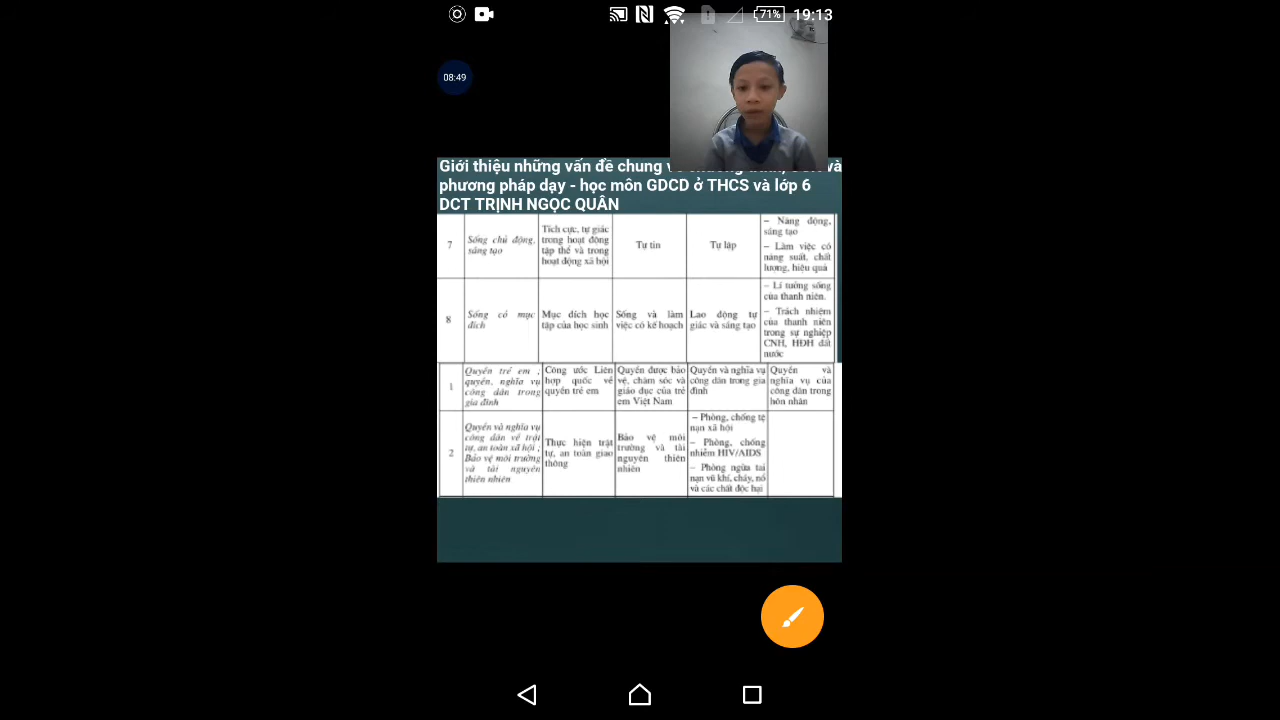 71%
19:13
08:49
Giới thiệu những vấn đề chung và
phương pháp dạy - học môn GDCD ở THCS và lớp 6
DCT TRỊNH NGỌC QUÂN
7
Sống chủ động,
sáng tạo
Tích cực, tự giác
trong hoạt động
tập thể và trong
hoạt động xã hội
Tự tin
Tự lập
– Năng động,
sáng tạo
– Làm việc có
năng suất, chất
lượng, hiệu quả
8
Sống có mục
đích
Mục đích học
tập của học sinh
Sống và làm
việc có kế hoạch
Lao động tự
giác và sáng tạo
– Lí tưởng sống
của thanh niên.
– Trách nhiệm
của thanh niên
trong sự nghiệp
CNH, HĐH đất
nước
1
Quyền trẻ em ;
quyền, nghĩa vụ
công dân trong
gia đình
Công ước Liên
hợp quốc về
quyền trẻ em
Quyền được bảo
vệ, chăm sóc và
giáo dục của trẻ
em Việt Nam
Quyền và nghĩa vụ
công dân trong gia
đình
Quyền và
nghĩa vụ của
công dân trong
hôn nhân
2
Quyền và nghĩa vụ
công dân về trật
tự, an toàn xã hội ;
Bảo vệ môi trường
và tài nguyên
thiên nhiên
Thực hiện trật
tự, an toàn giao
thông
Bảo vệ môi
trường và tài
nguyên thiên
nhiên
– Phòng, chống tệ
nạn xã hội
– Phòng, chống
nhiễm HIV/AIDS
– Phòng ngừa tai
nạn vũ khí, cháy, nổ
và các chất độc hại